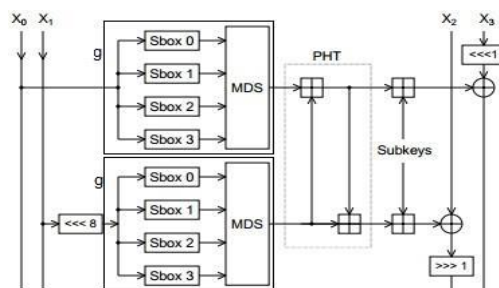 X0 X1 X2 X3
g
Sbox 0
Sbox 1
Sbox 2
Sbox 3
MDS
PHT
<<<1
Subkeys
g
<<< 8
Sbox 0
Sbox 1
Sbox 2
Sbox 3
MDS
>>> 1